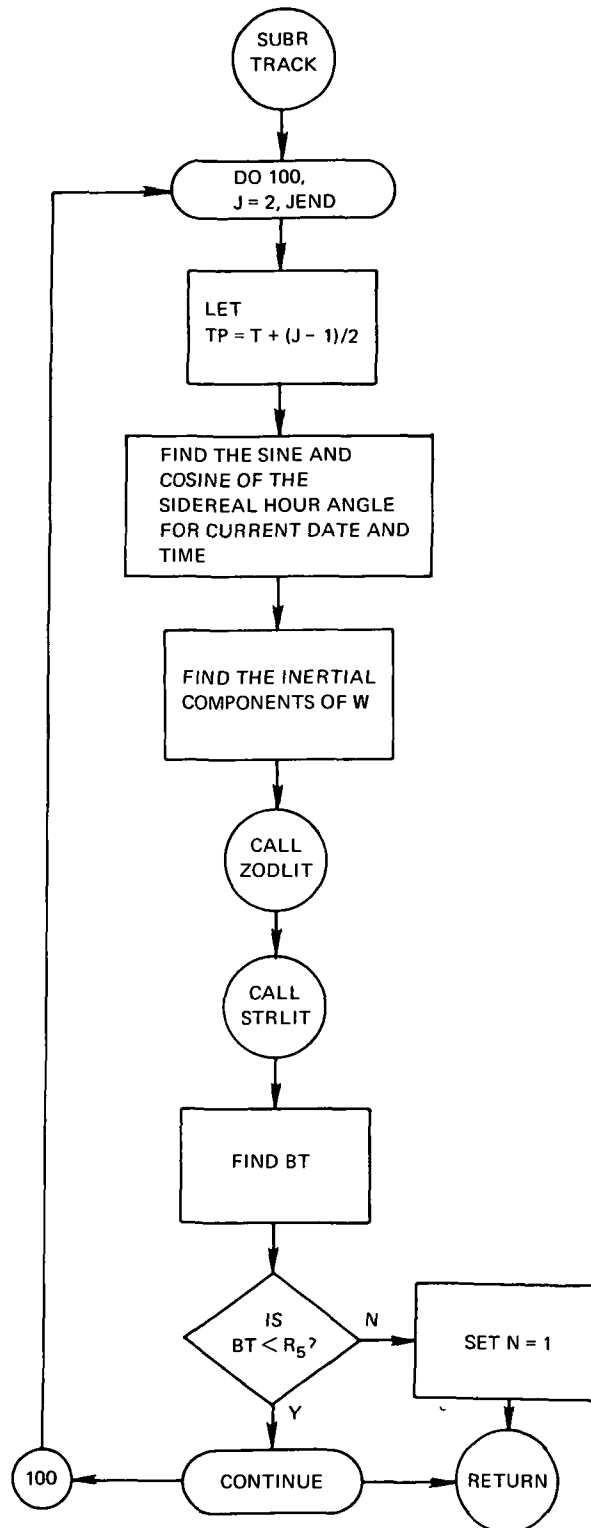 SUBR
TRACK
DO 100,
J = 2, JEND
LET
TP = T + (J – 1)/2
FIND THE SINE AND
COSINE OF THE
SIDEREAL HOUR ANGLE
FOR CURRENT DATE AND
TIME
FIND THE INERTIAL
COMPONENTS OF W
CALL
ZODLIT
CALL
STRLIT
FIND BT
IS
BT < R₅?
N
SET N = 1
Y
100
CONTINUE
RETURN